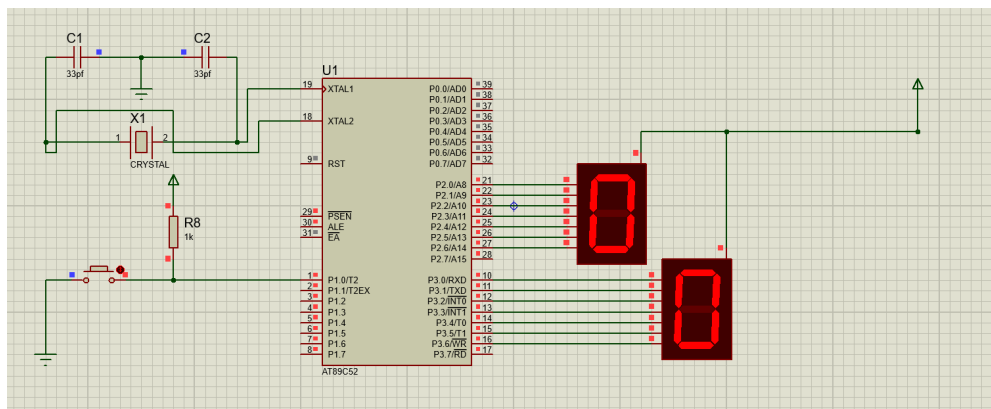 C1
33pf
C2
33pf
X1
1
2
CRYSTAL
R8
1k
U1
19
XTAL1
18
XTAL2
9
RST
29
PSEN
30
ALE
31
EA
1
P1.0/T2
2
P1.1/T2EX
3
P1.2
4
P1.3
5
P1.4
6
P1.5
7
P1.6
8
P1.7
P0.0/AD0
39
P0.1/AD1
38
P0.2/AD2
37
P0.3/AD3
36
P0.4/AD4
35
P0.5/AD5
34
P0.6/AD6
33
P0.7/AD7
32
P2.0/A8
21
P2.1/A9
22
P2.2/A10
23
P2.3/A11
24
P2.4/A12
25
P2.5/A13
26
P2.6/A14
27
P2.7/A15
28
P3.0/RXD
10
P3.1/TXD
11
P3.2/INT0
12
P3.3/INT1
13
P3.4/T0
14
P3.5/T1
15
P3.6/WR
16
P3.7/RD
17
AT89C52
0
0